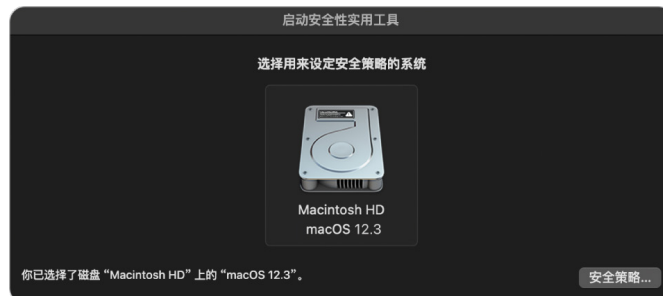 启动安全性实用工具
选择用来设定安全策略的系统
Macintosh HD
macOS 12.3
你已选择了磁盘“Macintosh HD”上的“macOS 12.3”。
安全策略...